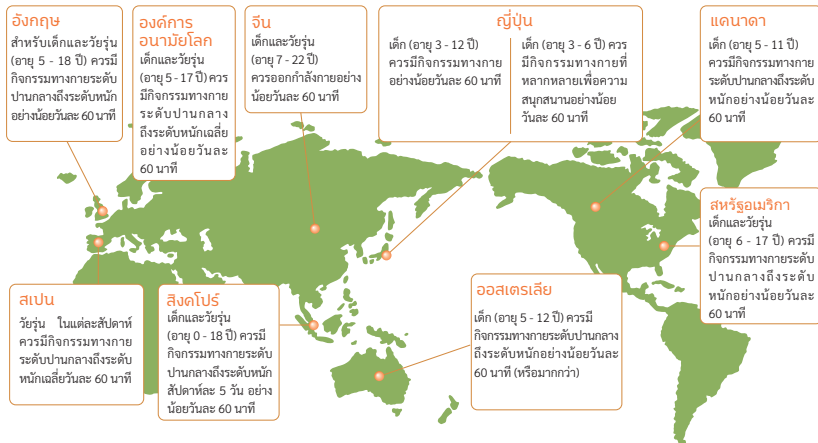 อังกฤษ
สำหรับเด็กและวัยรุ่น
(อายุ 5 - 18 ปี) ควรมี
กิจกรรมทางกายระดับ
ปานกลางถึงระดับหนัก
อย่างน้อยวันละ 60 นาที
องค์การ
อนามัยโลก
เด็กและวัยรุ่น
(อายุ 5 - 17 ปี) ควร
มีกิจกรรมทางกาย
ระดับปานกลาง
ถึงระดับหนักเฉลี่ย
อย่างน้อยวันละ
60 นาที
จีน
เด็กและวัยรุ่น
(อายุ 7 - 22 ปี)
ควรออกกำลังกายอย่าง
น้อยวันละ 60 นาที
ญี่ปุ่น
เด็ก (อายุ 3 - 12 ปี)
ควรมีกิจกรรมทางกาย
อย่างน้อยวันละ 60 นาที
เด็ก (อายุ 3 - 6 ปี) ควร
มีกิจกรรมทางกายที่
หลากหลายเพื่อความ
สนุกสนานอย่างน้อย
วันละ 60 นาที
แคนาดา
เด็ก (อายุ 5 - 11 ปี)
ควรมีกิจกรรมทางกาย
ระดับปานกลางถึงระดับ
หนักอย่างน้อยวันละ
60 นาที
สหรัฐอเมริกา
เด็กและวัยรุ่น
(อายุ 6 - 17 ปี) ควรมี
กิจกรรมทางกายระดับ
ปานกลางถึงระดับ
หนักอย่างน้อยวันละ
60 นาที
สเปน
วัยรุ่น ในแต่ละสัปดาห์
ควรมีกิจกรรมทางกาย
ระดับปานกลางถึงระดับ
หนักเฉลี่ยวันละ 60 นาที
สิงคโปร์
เด็กและวัยรุ่น
(อายุ 0 - 18 ปี) ควรมี
กิจกรรมทางกายระดับ
ปานกลางถึงระดับหนัก
สัปดาห์ละ 5 วัน อย่าง
น้อยวันละ 60 นาที
ออสเตรเลีย
เด็ก (อายุ 5 - 12 ปี) ควรมี
กิจกรรมทางกายระดับปานกลาง
ถึงระดับหนักอย่างน้อยวันละ
60 นาที (หรือมากกว่า)